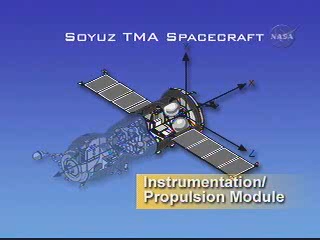 SOYUZ TMA SPACECRAFT
NASA
Instrumentation/
Propulsion Module